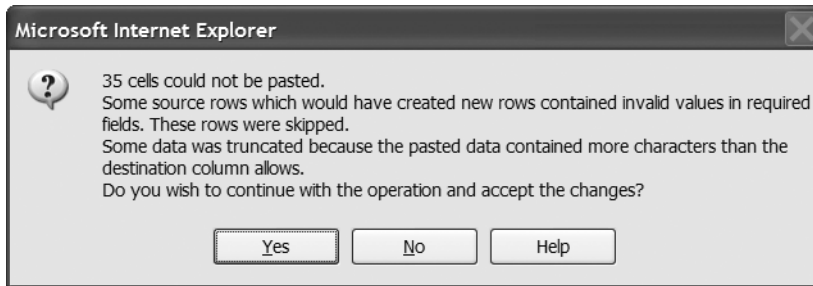 Microsoft Internet Explorer
35 cells could not be pasted.
Some source rows which would have created new rows contained invalid values in required
fields. These rows were skipped.
Some data was truncated because the pasted data contained more characters than the
destination column allows.
Do you wish to continue with the operation and accept the changes?
Yes No Help